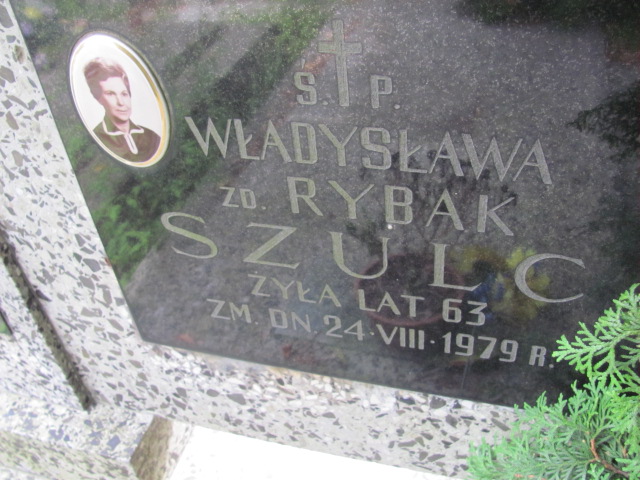 Ś. P.
WŁADYSŁAWA
ZD. RYBAK
SZULC
ŻYŁA LAT 63
ZM. DN. 24·VIII·1979 R.